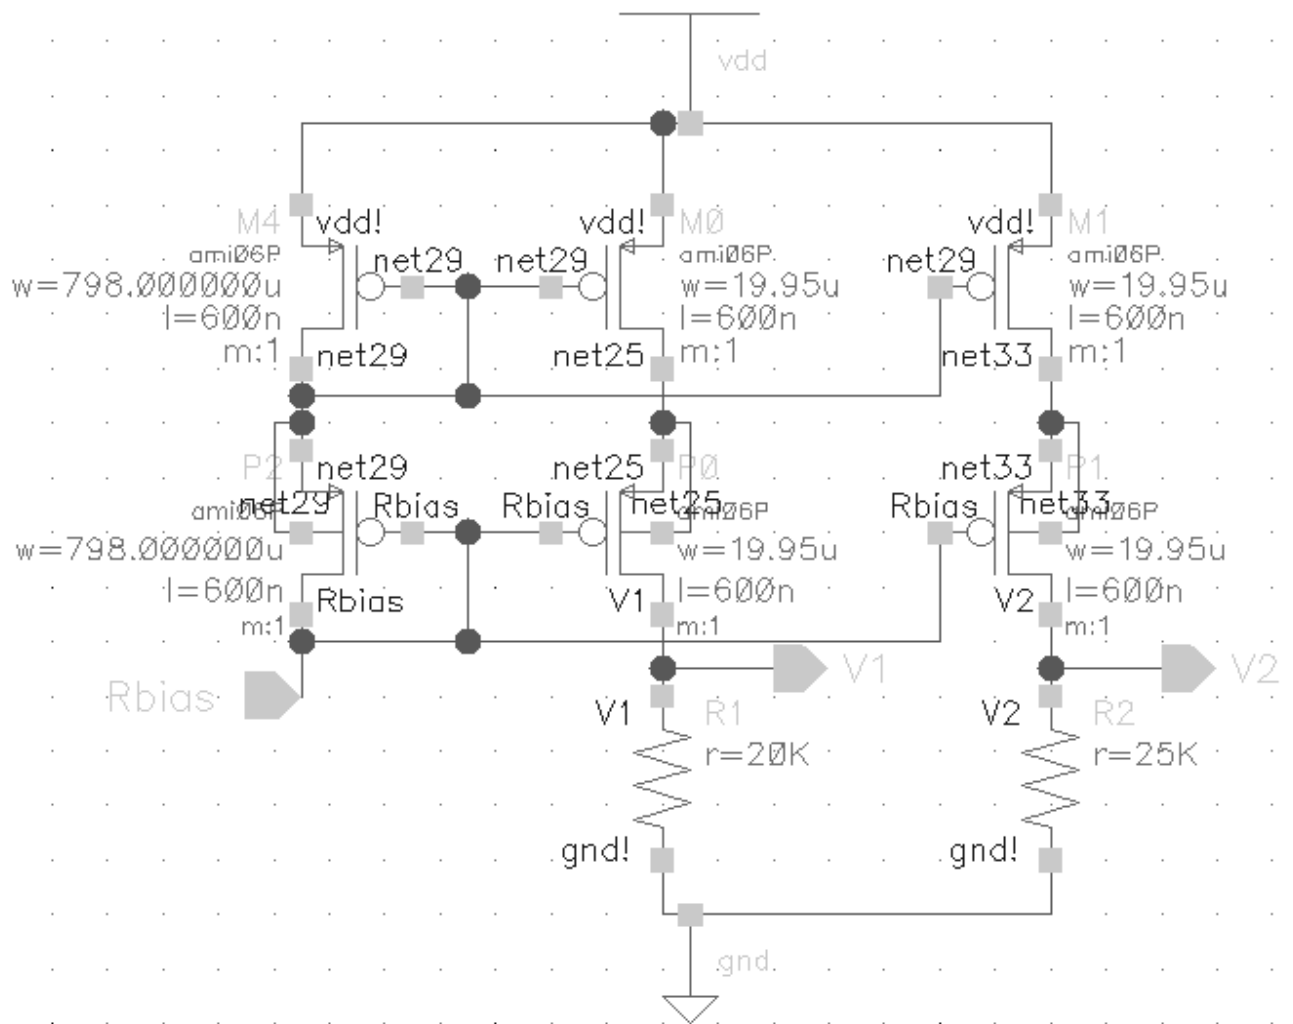 vdd
M4
vdd!
vdd!
M0
vdd!
M1
ami06P
net29
net29
ami06P
net29
ami06P
w=798.000000u
w=19.95u
w=19.95u
l=600n
l=600n
l=600n
m:1
net29
net25
m:1
net33
m:1
P2
net29
net25
P0
net33
P1
net29
ami06P
Rbias
Rbias
net25
ami06P
Rbias
net33
ami06P
w=798.000000u
w=19.95u
w=19.95u
l=600n
l=600n
l=600n
Rbias
V1
V2
m:1
m:1
m:1
Rbias
V1
V2
V1
R1
V2
R2
r=20K
r=25K
gnd!
gnd!
gnd